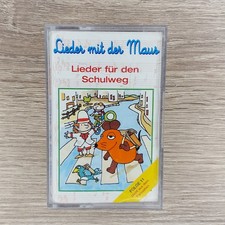 Lieder mit der Maus
Lieder für den
Schulweg